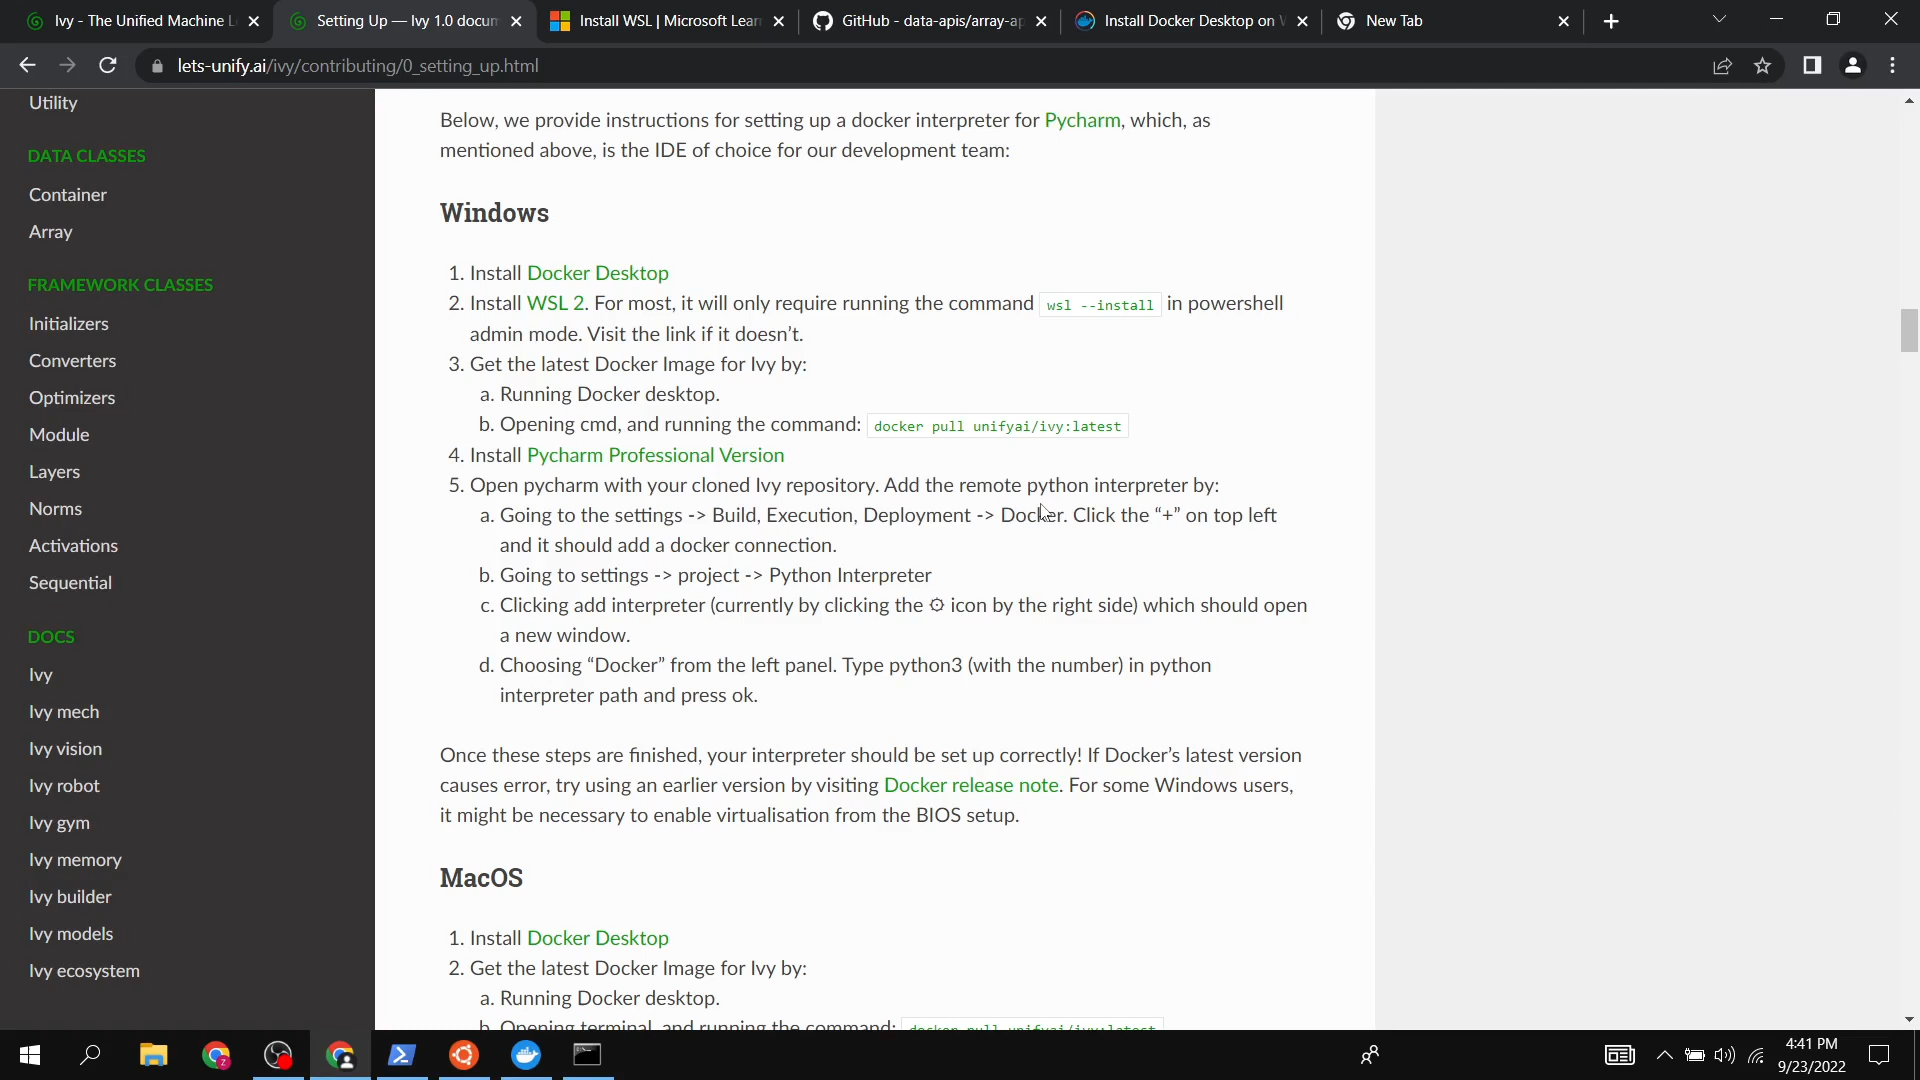 Ivy - The Unified Machine L
Setting Up — Ivy 1.0 docum
Install WSL | Microsoft Lear
GitHub - data-apis/array-ap
Install Docker Desktop on W
New Tab
lets-unify.ai/ivy/contributing/0_setting_up.html
Utility
DATA CLASSES
Container
Array
FRAMEWORK CLASSES
Initializers
Converters
Optimizers
Module
Layers
Norms
Activations
Sequential
DOCS
Ivy
Ivy mech
Ivy vision
Ivy robot
Ivy gym
Ivy memory
Ivy builder
Ivy models
Ivy ecosystem
Below, we provide instructions for setting up a docker interpreter for Pycharm, which, as
mentioned above, is the IDE of choice for our development team:
Windows
1. Install Docker Desktop
2. Install WSL 2. For most, it will only require running the command wsl --install in powershell
admin mode. Visit the link if it doesn’t.
3. Get the latest Docker Image for Ivy by:
a. Running Docker desktop.
b. Opening cmd, and running the command: docker pull unifyai/ivy:latest
4. Install Pycharm Professional Version
5. Open pycharm with your cloned Ivy repository. Add the remote python interpreter by:
a. Going to the settings -> Build, Execution, Deployment -> Docker. Click the “+” on top left
and it should add a docker connection.
b. Going to settings -> project -> Python Interpreter
c. Clicking add interpreter (currently by clicking the ⚙ icon by the right side) which should open
a new window.
d. Choosing “Docker” from the left panel. Type python3 (with the number) in python
interpreter path and press ok.
Once these steps are finished, your interpreter should be set up correctly! If Docker’s latest version
causes error, try using an earlier version by visiting Docker release note. For some Windows users,
it might be necessary to enable virtualisation from the BIOS setup.
MacOS
1. Install Docker Desktop
2. Get the latest Docker Image for Ivy by:
a. Running Docker desktop.
b. Opening terminal, and running the command: docker pull unifyai/ivy:latest
4:41 PM
9/23/2022